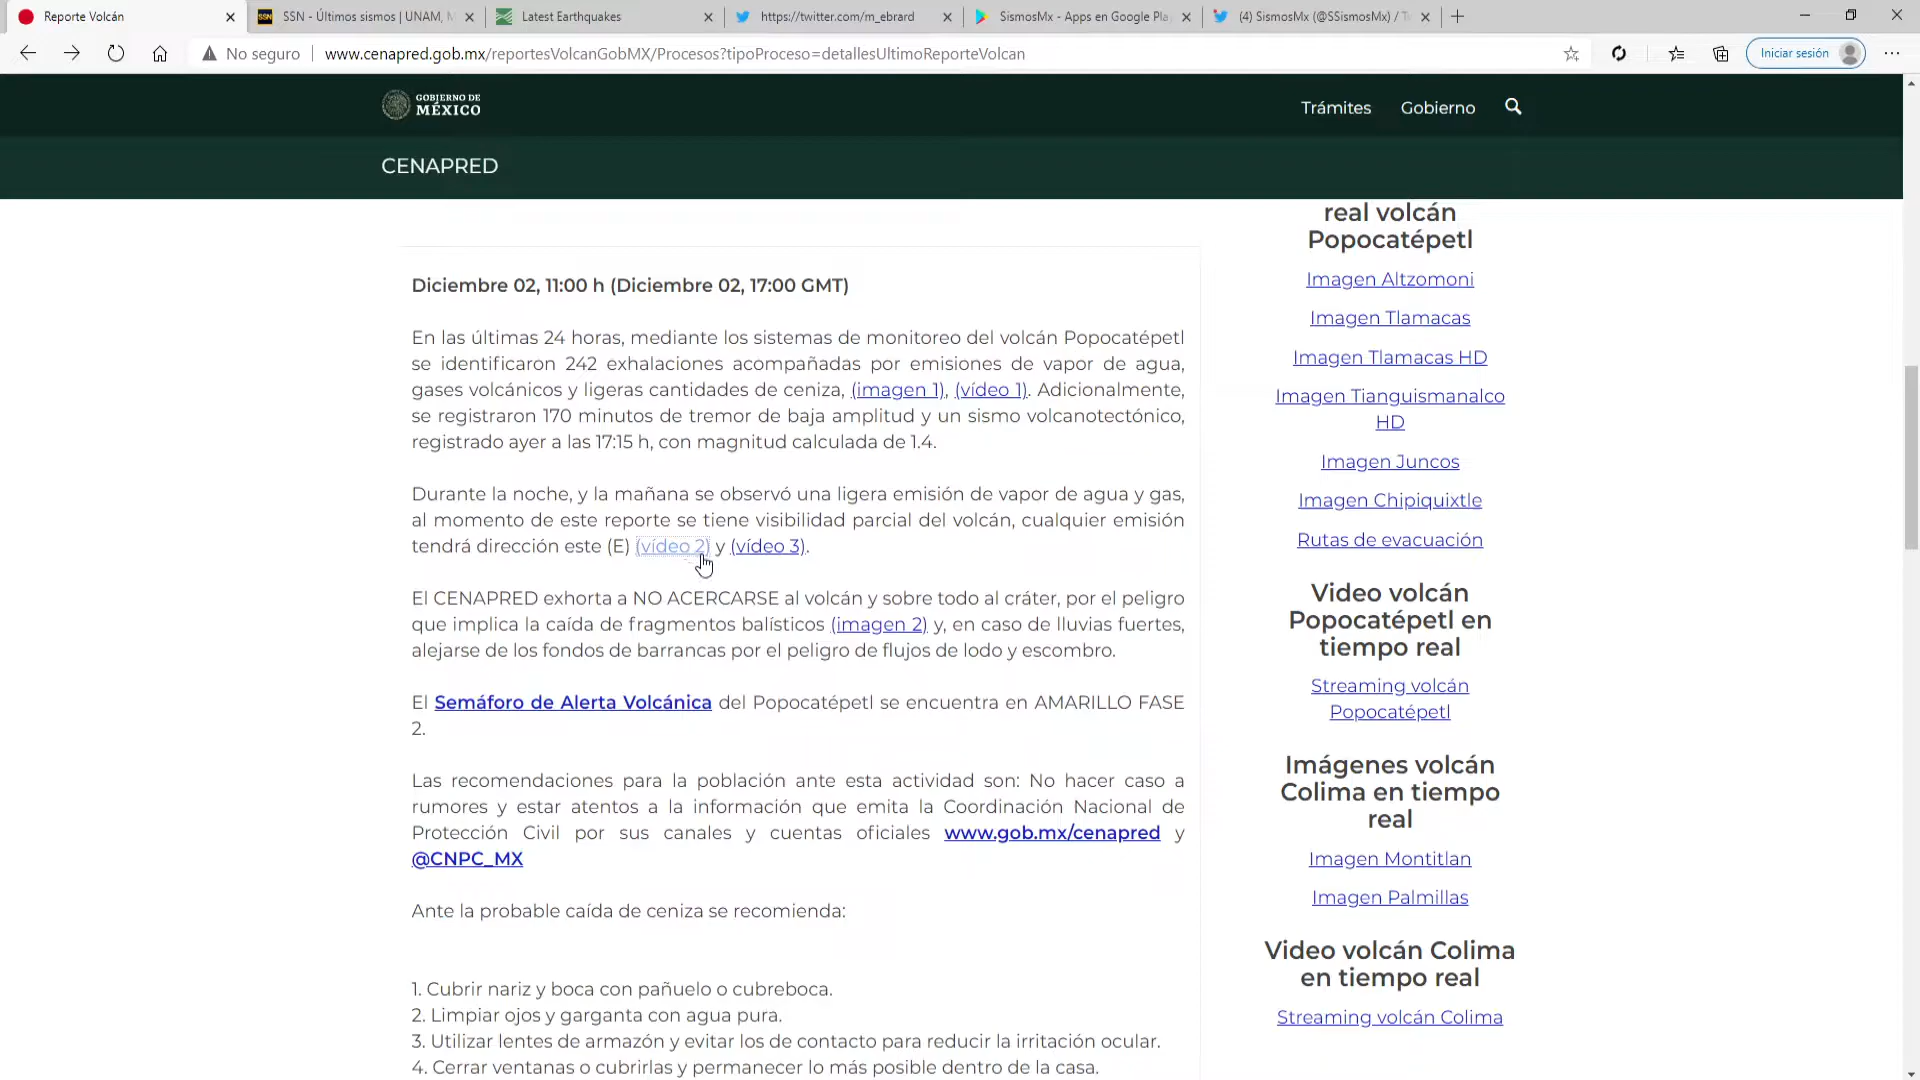 Reporte Volcán
SSN
SSN - Últimos sismos | UNAM, M
Latest Earthquakes
https://twitter.com/m_ebrard
SismosMx - Apps en Google Pla
(4) SismosMx (@SSismosMx) / T
No seguro
www.cenapred.gob.mx/reportesVolcanGobMX/Procesos?tipoProceso=detallesUltimoReporteVolcan
Iniciar sesión
GOBIERNO DE
MÉXICO
Trámites
Gobierno
CENAPRED
Diciembre 02, 11:00 h (Diciembre 02, 17:00 GMT)
En las últimas 24 horas, mediante los sistemas de monitoreo del volcán Popocatépetl
se identificaron 242 exhalaciones acompañadas por emisiones de vapor de agua,
gases volcánicos y ligeras cantidades de ceniza, (imagen 1), (vídeo 1). Adicionalmente,
se registraron 170 minutos de tremor de baja amplitud y un sismo volcanotectónico,
registrado ayer a las 17:15 h, con magnitud calculada de 1.4.
Durante la noche, y la mañana se observó una ligera emisión de vapor de agua y gas,
al momento de este reporte se tiene visibilidad parcial del volcán, cualquier emisión
tendrá dirección este (E) (vídeo 2) y (vídeo 3).
El CENAPRED exhorta a NO ACERCARSE al volcán y sobre todo al cráter, por el peligro
que implica la caída de fragmentos balísticos (imagen 2) y, en caso de lluvias fuertes,
alejarse de los fondos de barrancas por el peligro de flujos de lodo y escombro.
El Semáforo de Alerta Volcánica del Popocatépetl se encuentra en AMARILLO FASE
2.
Las recomendaciones para la población ante esta actividad son: No hacer caso a
rumores y estar atentos a la información que emita la Coordinación Nacional de
Protección Civil por sus canales y cuentas oficiales www.gob.mx/cenapred y
@CNPC_MX
Ante la probable caída de ceniza se recomienda:
1. Cubrir nariz y boca con pañuelo o cubreboca.
2. Limpiar ojos y garganta con agua pura.
3. Utilizar lentes de armazón y evitar los de contacto para reducir la irritación ocular.
4. Cerrar ventanas o cubrirlas y permanecer lo más posible dentro de la casa.
real volcán
Popocatépetl
Imagen Altzomoni
Imagen Tlamacas
Imagen Tlamacas HD
Imagen Tianguismanalco
HD
Imagen Juncos
Imagen Chipiquixtle
Rutas de evacuación
Video volcán
Popocatépetl en
tiempo real
Streaming volcán
Popocatépetl
Imágenes volcán
Colima en tiempo
real
Imagen Montitlan
Imagen Palmillas
Video volcán Colima
en tiempo real
Streaming volcán Colima